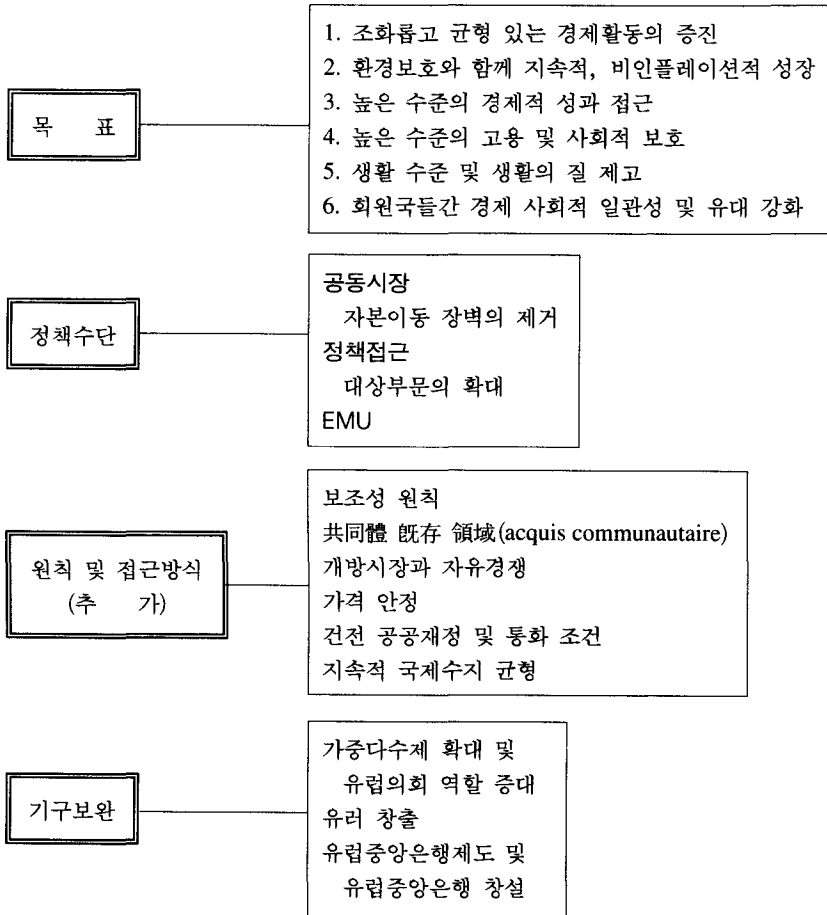 목 표
1. 조화롭고 균형 있는 경제활동의 증진
2. 환경보호와 함께 지속적, 비인플레이션적 성장
3. 높은 수준의 경제적 성과 접근
4. 높은 수준의 고용 및 사회적 보호
5. 생활 수준 및 생활의 질 제고
6. 회원국들간 경제 사회적 일관성 및 유대 강화
정책수단
공동시장
자본이동 장벽의 제거
정책접근
대상부문의 확대
EMU
원칙 및 접근방식
(추 가)
보조성 원칙
共同體 旣存 領域(acquis communautaire)
개방시장과 자유경쟁
가격 안정
건전 공공재정 및 통화 조건
지속적 국제수지 균형
기구보완
가중다수제 확대 및
유럽의회 역할 증대
유러 창출
유럽중앙은행제도 및
유럽중앙은행 창설